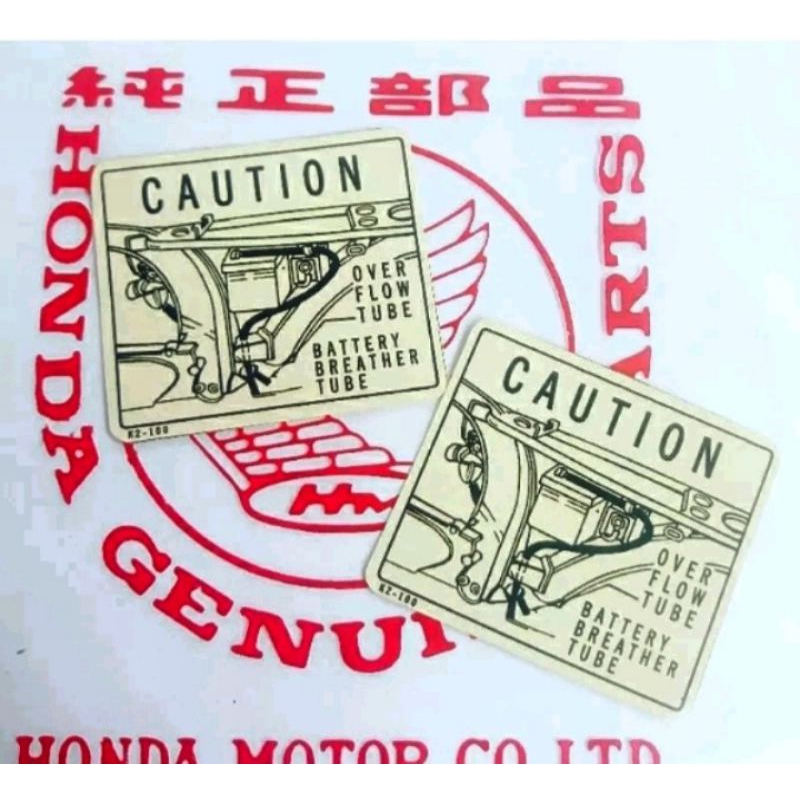 純正部品
HONDA GENUI
ARTS
CAUTION
OVER
FLOW
TUBE
BATTERY
BREATHER
TUBE
K2-100
CAUTION
OVER
FLOW
TUBE
BATTERY
BREATHER
TUBE
K2-100
HONDA MOTOR CO LTD